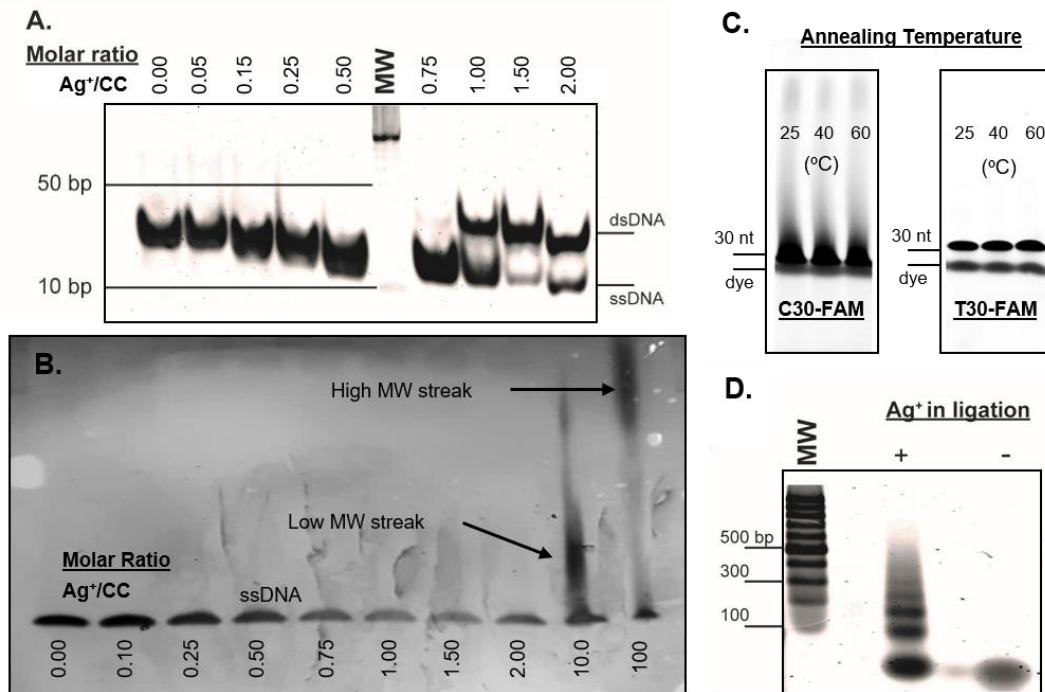 A.
Molar ratio
Ag⁺/CC
0.00 0.05 0.15 0.25 0.50 MW 0.75 1.00 1.50 2.00
50 bp
10 bp
dsDNA
ssDNA
B.
High MW streak
Low MW streak
Molar Ratio
Ag⁺/CC
ssDNA
0.00 0.10 0.25 0.50 0.75 1.00 1.50 2.00 10.0 100
C.
Annealing Temperature
25 40 60
(ºC)
30 nt
dye
C30-FAM
25 40 60
(ºC)
30 nt
dye
T30-FAM
D.
Ag⁺ in ligation
MW + -
500 bp
300
100